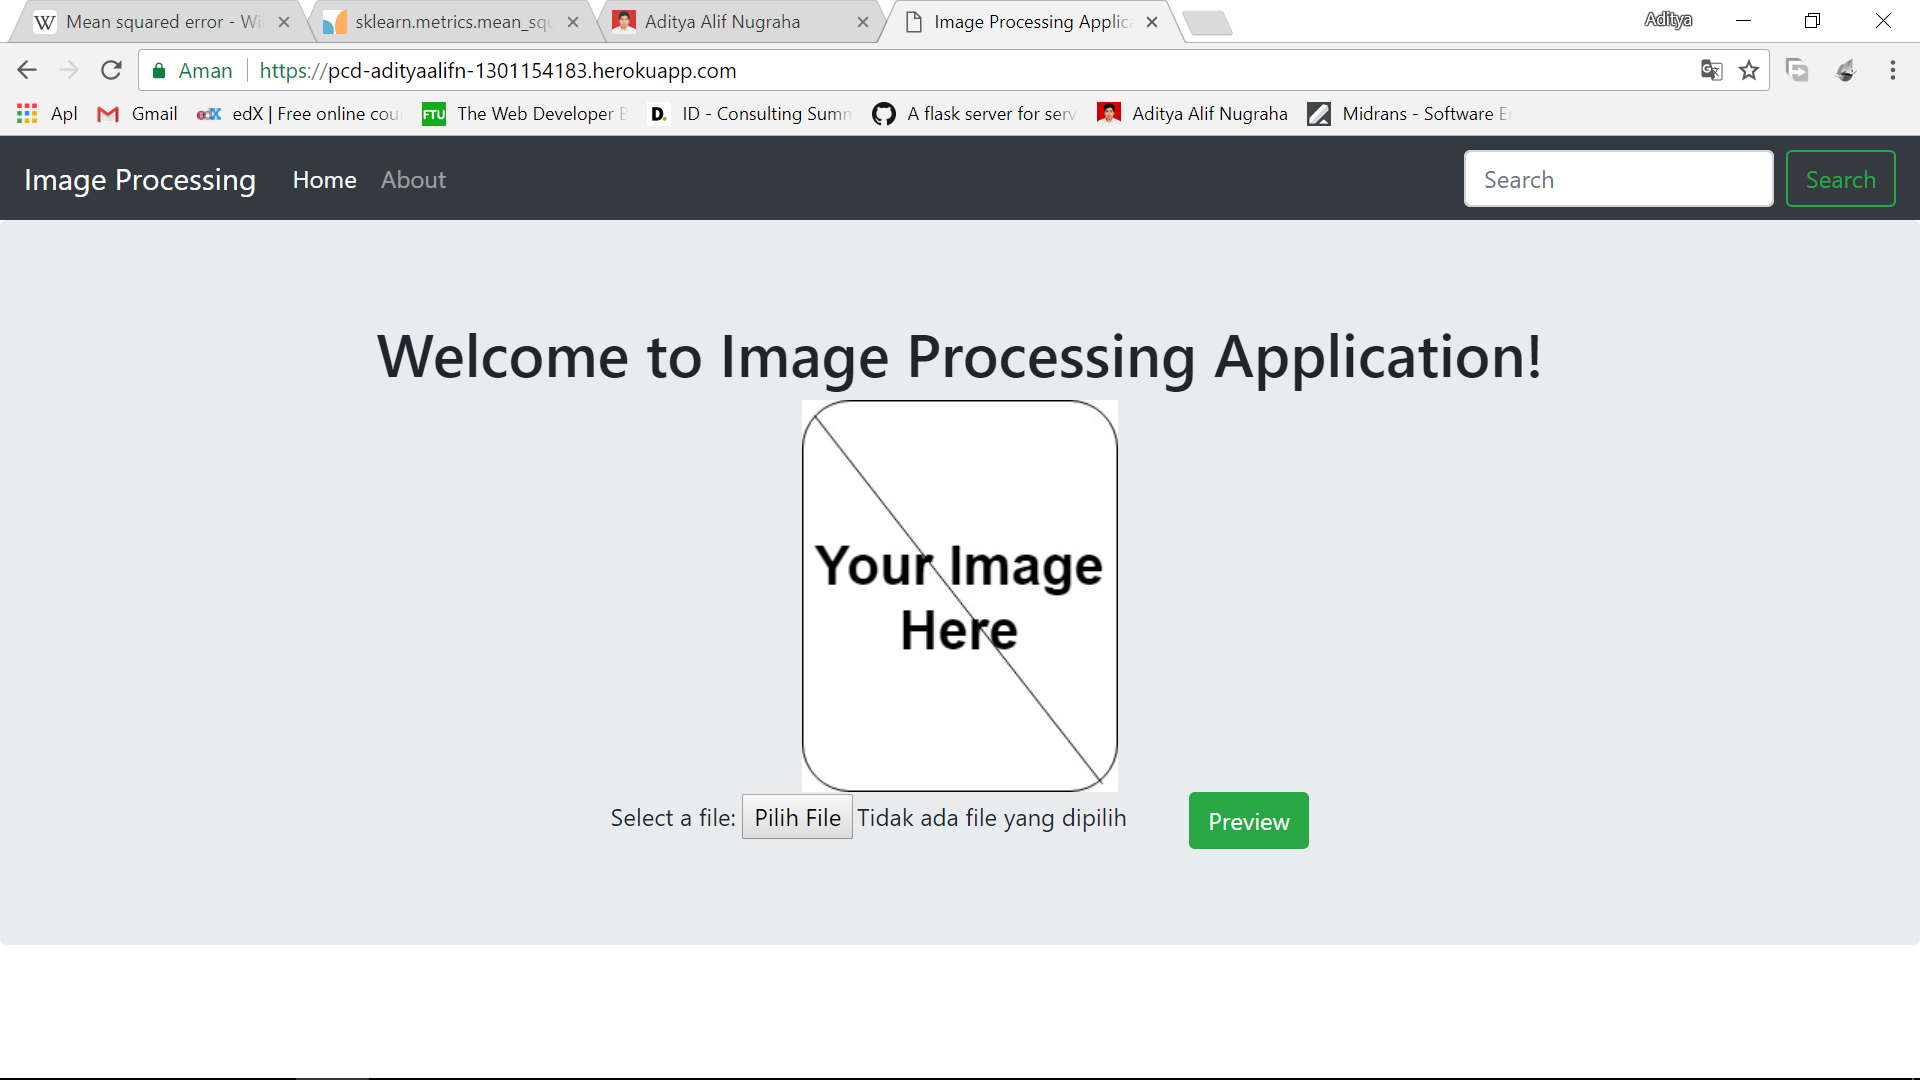 Mean squared error - Wi
sklearn.metrics.mean_squ
Aditya Alif Nugraha
Image Processing Applic
Aditya
Aman
https://pcd-adityaalifn-1301154183.herokuapp.com
Apl
Gmail
edX | Free online cou
The Web Developer B
ID - Consulting Summ
A flask server for serv
Aditya Alif Nugraha
Midrans - Software En
Image Processing
Home
About
Search
Search
Welcome to Image Processing Application!
Your Image
Here
Select a file: Pilih File Tidak ada file yang dipilih
Preview